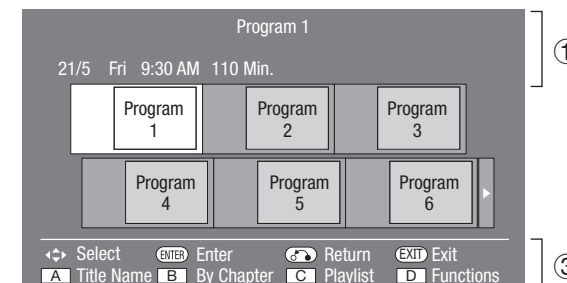 Program 1
21/5 Fri 9:30 AM 110 Min.
①
Program 1
Program 2
Program 3
Program 4
Program 5
Program 6
Select ENTER Enter Return EXIT Exit
A Title Name B By Chapter C Playlist D Functions
③